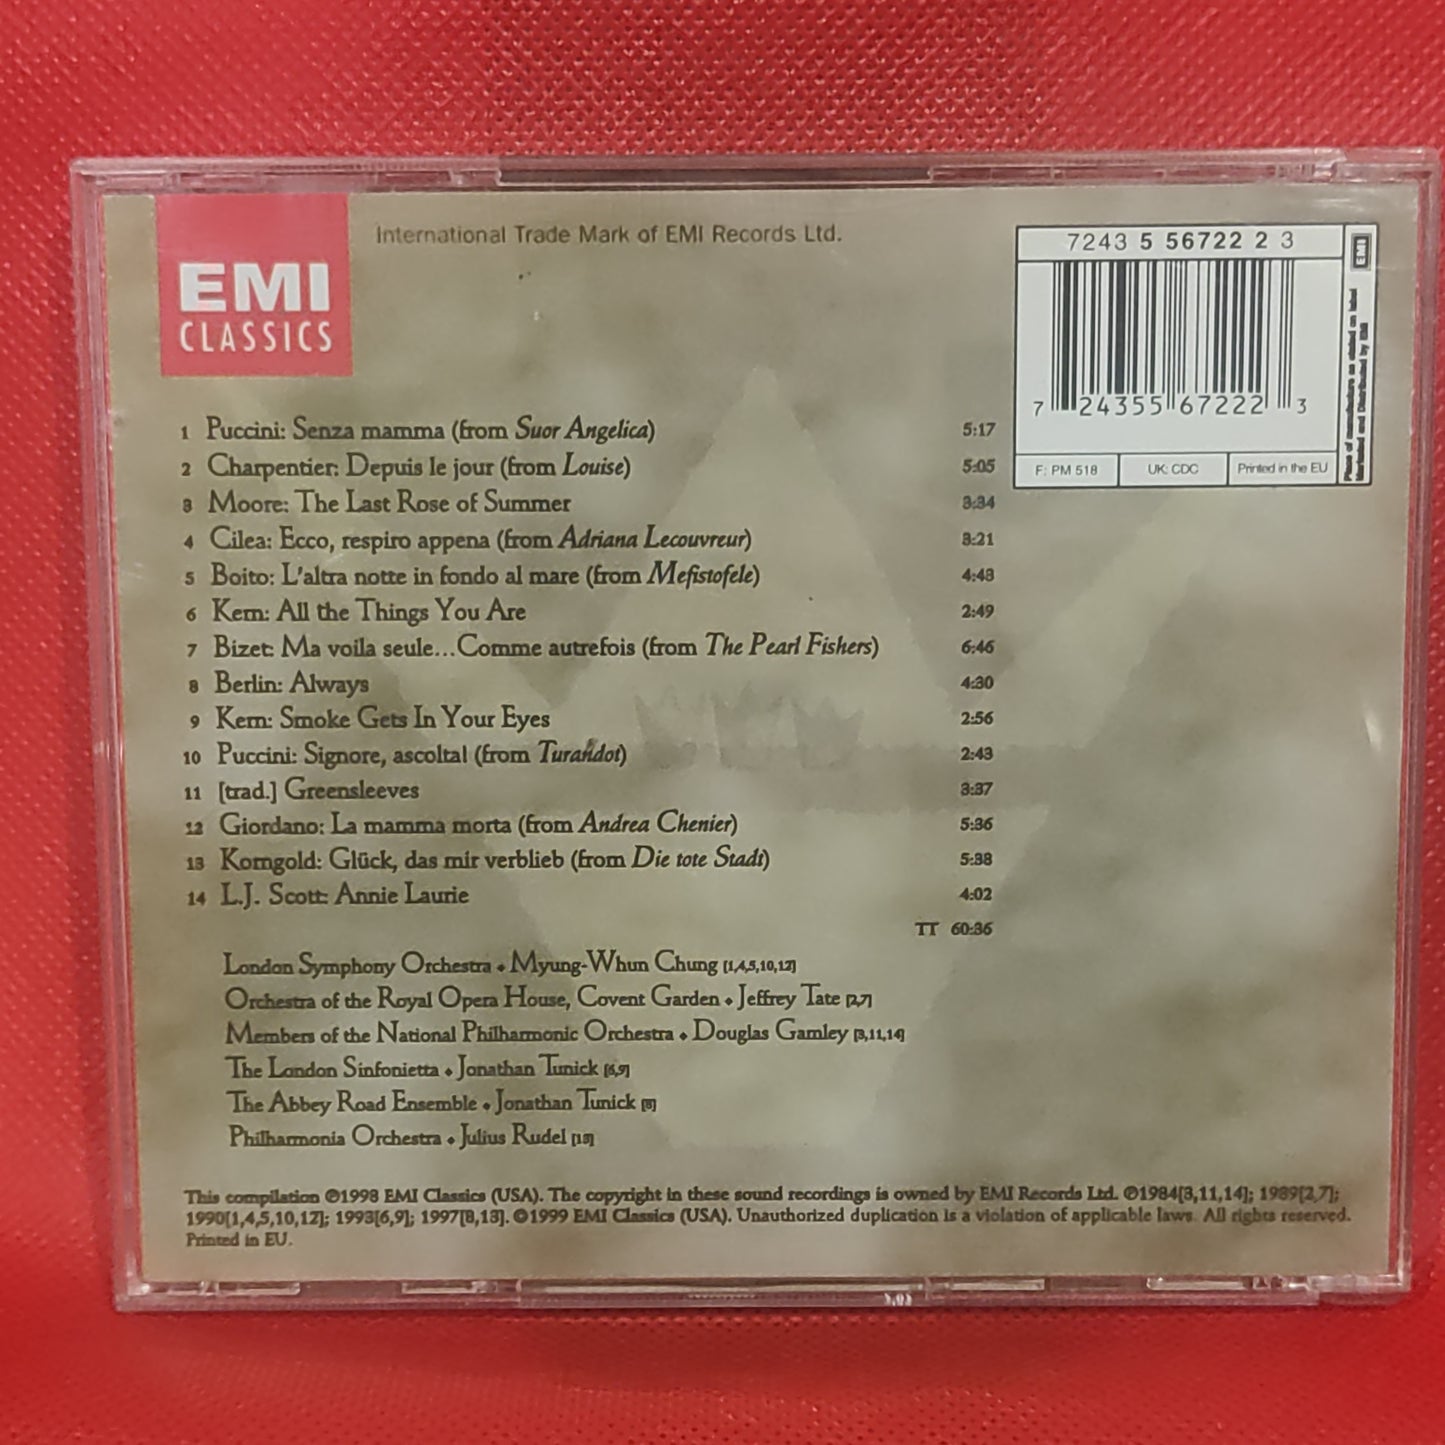 International Trade Mark of EMI Records Ltd.
EMI
CLASSICS
7243 5 56722 2 3
7 24355 67222 3
F: PM 518
UK: CDC
Printed in the EU
EMI
Place of manufacture as stated on label
Marketed and Distributed by EMI
1 Puccini: Senza mamma (from Suor Angelica) 5:17
2 Charpentier: Depuis le jour (from Louise) 5:05
3 Moore: The Last Rose of Summer 3:34
4 Cilea: Ecco, respiro appena (from Adriana Lecouvreur) 3:21
5 Boito: L'altra notte in fondo al mare (from Mefistofele) 4:43
6 Kern: All the Things You Are 2:49
7 Bizet: Ma voila seule...Comme autrefois (from The Pearl Fishers) 6:46
8 Berlin: Always 4:30
9 Kern: Smoke Gets In Your Eyes 2:56
10 Puccini: Signore, ascolta! (from Turandot) 2:43
11 [trad.] Greensleeves 3:37
12 Giordano: La mamma morta (from Andrea Chenier) 5:36
13 Korngold: Glück, das mir verblieb (from Die tote Stadt) 5:38
14 L.J. Scott: Annie Laurie 4:02
TT 60:36
London Symphony Orchestra • Myung-Whun Chung [1,4,5,10,12]
Orchestra of the Royal Opera House, Covent Garden • Jeffrey Tate [2,7]
Members of the National Philharmonic Orchestra • Douglas Gamley [3,11,14]
The London Sinfonietta • Jonathan Tunick [6,9]
The Abbey Road Ensemble • Jonathan Tunick [8]
Philharmonia Orchestra • Julius Rudel [13]
This compilation ℗1998 EMI Classics (USA). The copyright in these sound recordings is owned by EMI Records Ltd. ℗1984[3,11,14]; 1989[2,7];
1990[1,4,5,10,12]; 1993[6,9]; 1997[8,13]. ©1999 EMI Classics (USA). Unauthorized duplication is a violation of applicable laws. All rights reserved.
Printed in EU.